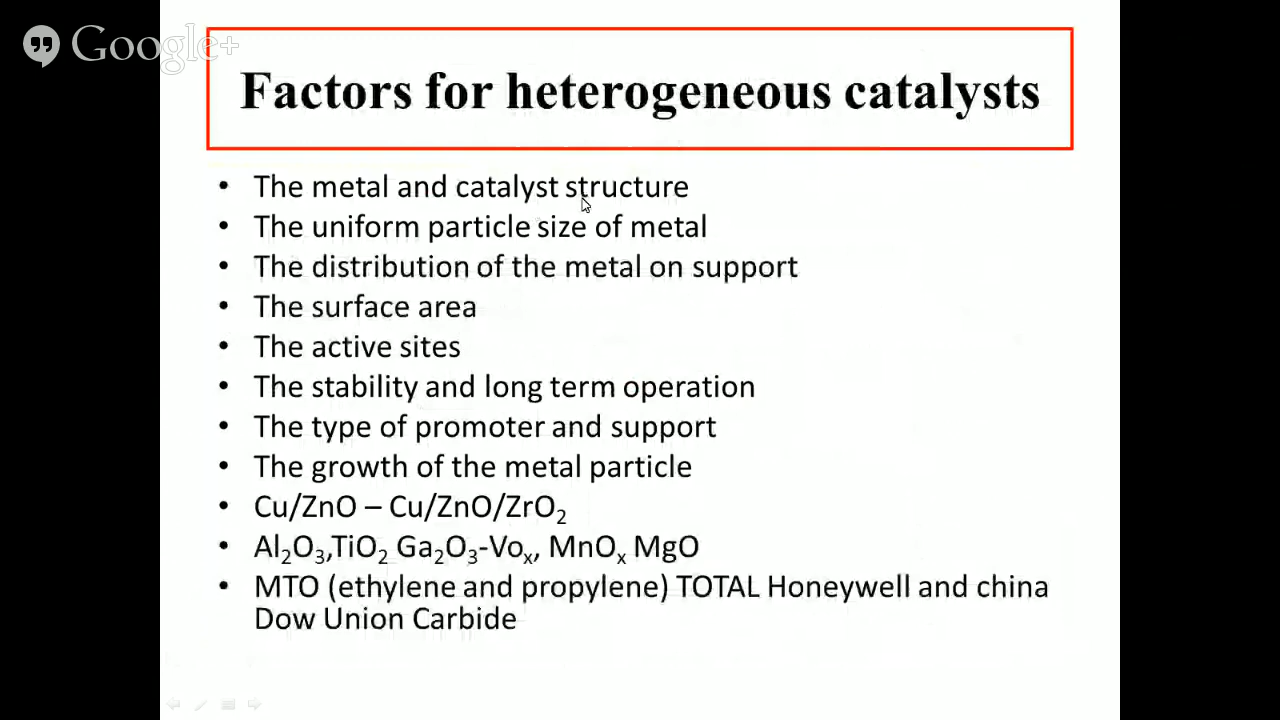 Google+
Factors for heterogeneous catalysts
• The metal and catalyst structure
• The uniform particle size of metal
• The distribution of the metal on support
• The surface area
• The active sites
• The stability and long term operation
• The type of promoter and support
• The growth of the metal particle
• Cu/ZnO – Cu/ZnO/ZrO₂
• Al₂O₃,TiO₂ Ga₂O₃-Voₓ, MnOₓ MgO
• MTO (ethylene and propylene) TOTAL Honeywell and china
Dow Union Carbide